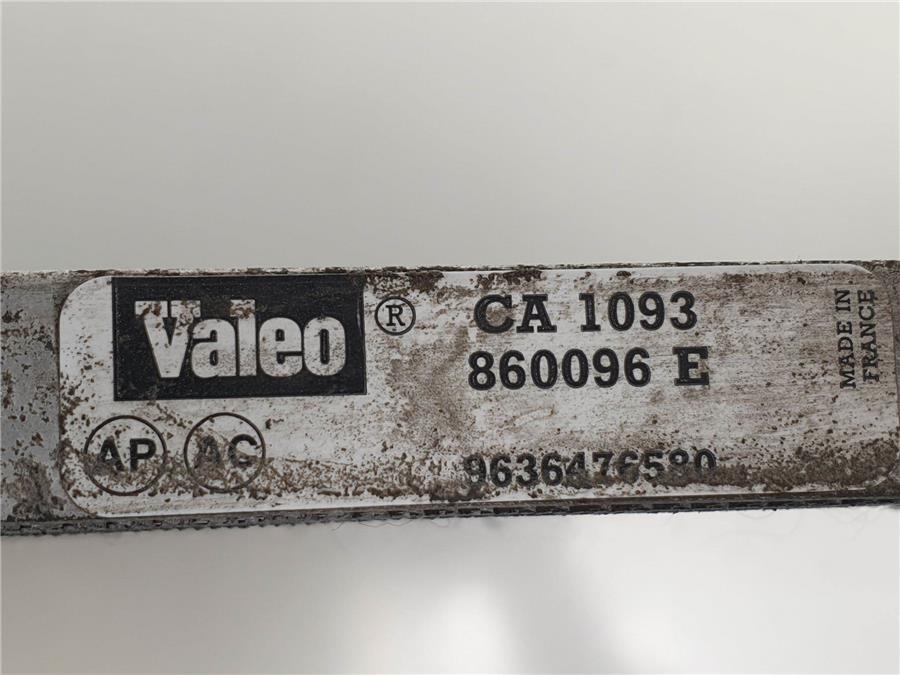 Valeo ®
CA 1093
860096 E
9636476580
AP AC
MADE IN
FRANCE